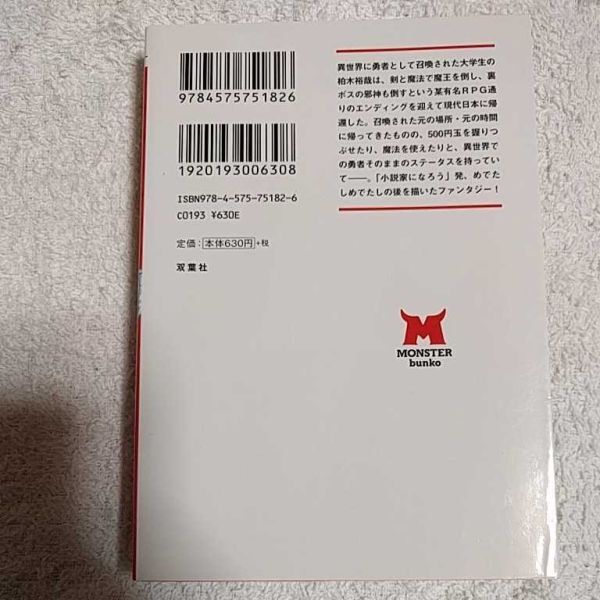 9784575751826
1920193006308
ISBN978-4-575-75182-6
C0193 ¥630E
定価:本体630円+税
双葉社
異世界に勇者として召喚された大学生の
柏木裕哉は、剣と魔法で魔王を倒し、裏
ボスの邪神も倒すという某有名RPG通
りのエンディングを迎えて現代日本に帰
還した。召喚された元の場所・元の時間
に帰ってきたものの、500円玉を握りつ
ぶせたり、魔法を使えたりと、異世界で
の勇者そのままのステータスを持ってい
て――。「小説家になろう」発、めでた
しめでたしの後を描いたファンタジー!
M
MONSTER
bunko